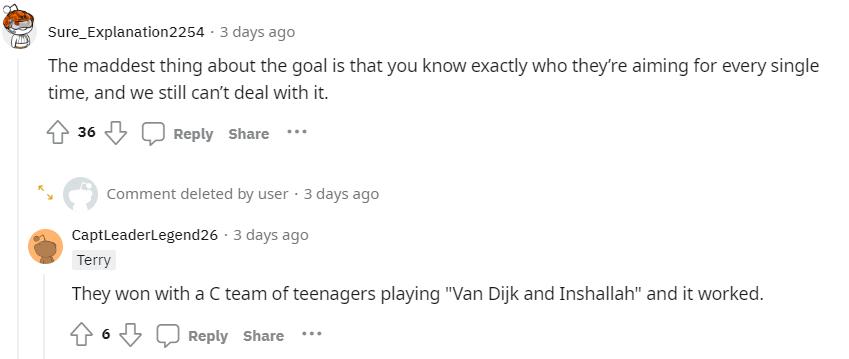 Sure_Explanation2254 · 3 days ago
The maddest thing about the goal is that you know exactly who they’re aiming for every single
time, and we still can’t deal with it.
36 Reply Share ···
Comment deleted by user · 3 days ago
CaptLeaderLegend26 · 3 days ago
Terry
They won with a C team of teenagers playing "Van Dijk and Inshallah" and it worked.
6 Reply Share ···